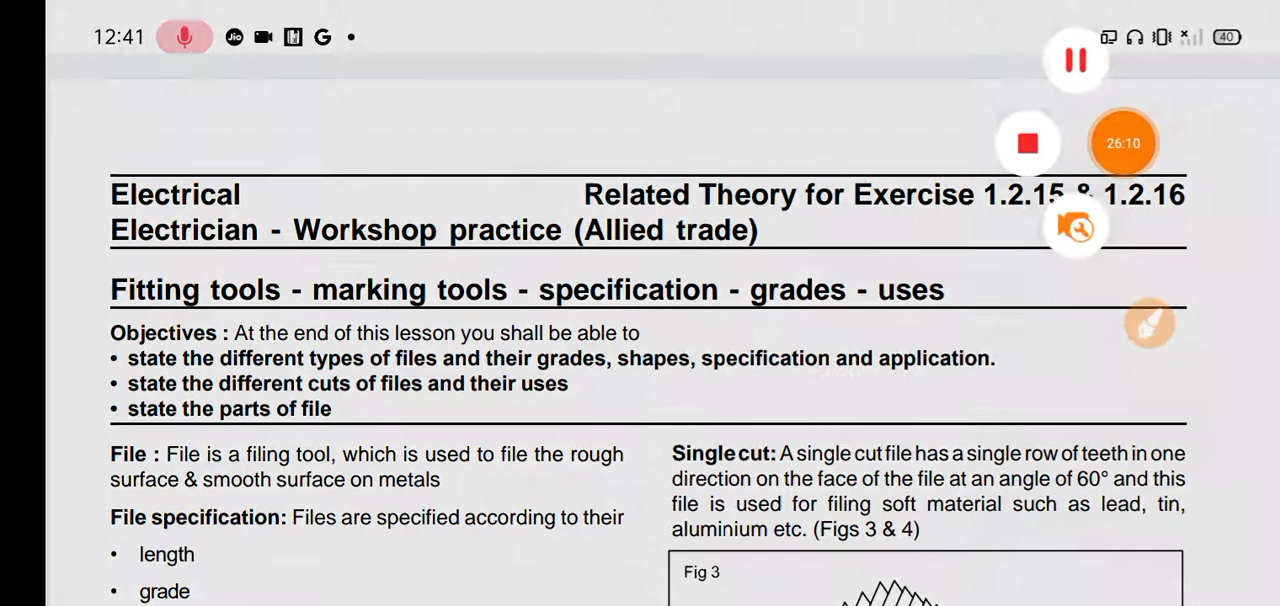 12:41
Jio
G
40
26:10
Electrical
Related Theory for Exercise 1.2.15 & 1.2.16
Electrician - Workshop practice (Allied trade)
Fitting tools - marking tools - specification - grades - uses
Objectives : At the end of this lesson you shall be able to
• state the different types of files and their grades, shapes, specification and application.
• state the different cuts of files and their uses
• state the parts of file
File : File is a filing tool, which is used to file the rough
surface & smooth surface on metals
File specification: Files are specified according to their
• length
• grade
Single cut: A single cut file has a single row of teeth in one
direction on the face of the file at an angle of 60° and this
file is used for filing soft material such as lead, tin,
aluminium etc. (Figs 3 & 4)
Fig 3